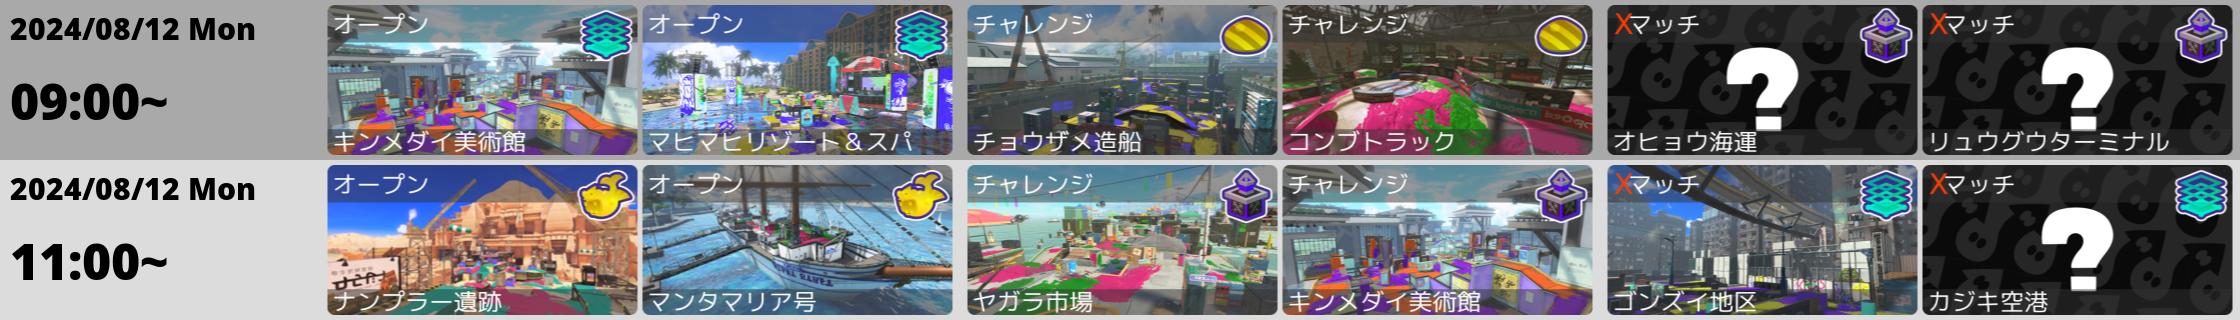 2024/08/12 Mon
09:00~
オープン
キンメダイ美術館
オープン
マヒマヒリゾート＆スパ
チャレンジ
チョウザメ造船
チャレンジ
コンブトラック
Xマッチ
?
オヒョウ海運
Xマッチ
?
リュウグウターミナル
2024/08/12 Mon
11:00~
オープン
ナンプラー遺跡
オープン
マンタマリア号
チャレンジ
ヤガラ市場
チャレンジ
キンメダイ美術館
Xマッチ
ゴンズイ地区
Xマッチ
?
カジキ空港